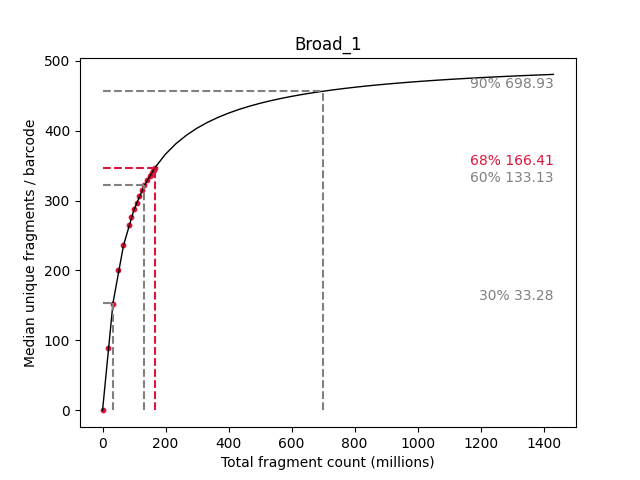 Broad_1
500
400
300
200
100
0
Median unique fragments / barcode
90% 698.93
68% 166.41
60% 133.13
30% 33.28
0 200 400 600 800 1000 1200 1400
Total fragment count (millions)